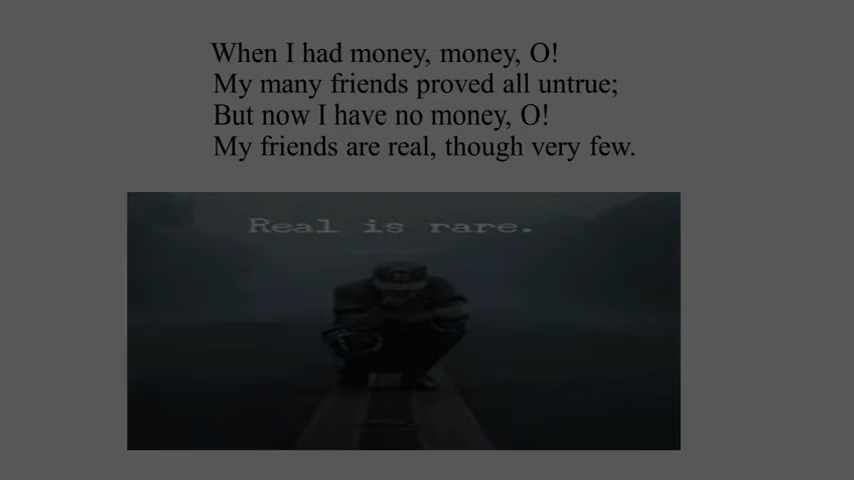 When I had money, money, O!
My many friends proved all untrue;
But now I have no money, O!
My friends are real, though very few.
Real is rare.